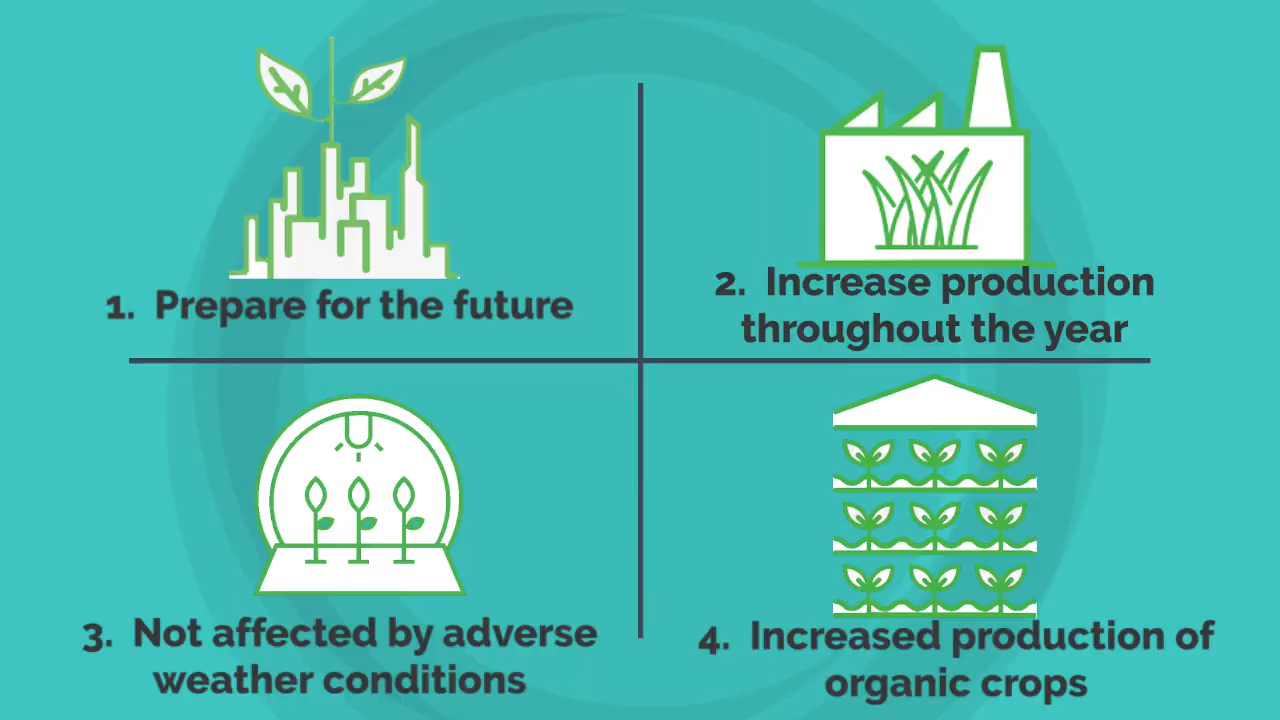 1. Prepare for the future
2. Increase production
throughout the year
3. Not affected by adverse
weather conditions
4. Increased production of
organic crops